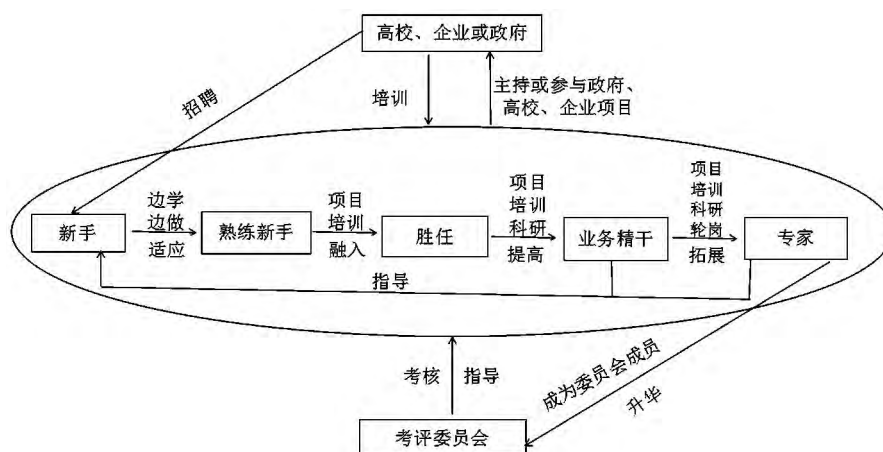 高校、企业或政府
招聘
培训
主持或参与政府、
高校、企业项目
新手
边学
边做
适应
熟练新手
项目
培训
融入
胜任
项目
培训
科研
提高
业务精干
项目
培训
科研
轮岗
拓展
专家
指导
考核
指导
成为委员会成员
升华
考评委员会